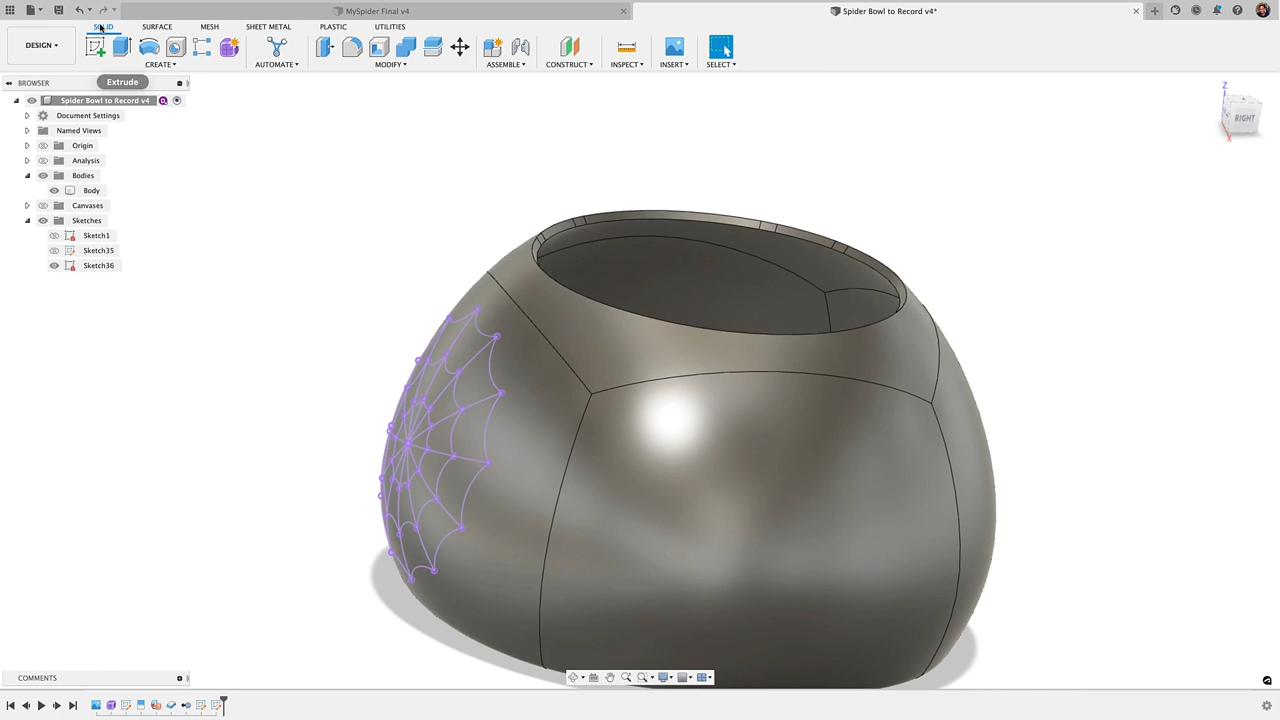 MySpider Final v4
Spider Bowl to Record v4*
SOLID SURFACE MESH SHEET METAL PLASTIC UTILITIES
DESIGN
CREATE AUTOMATE MODIFY ASSEMBLE CONSTRUCT INSPECT INSERT SELECT
BROWSER
Extrude
Spider Bowl to Record v4
Document Settings
Named Views
Origin
Analysis
Bodies
Body
Canvases
Sketches
Sketch1
Sketch35
Sketch36
Z
RIGHT
X
COMMENTS